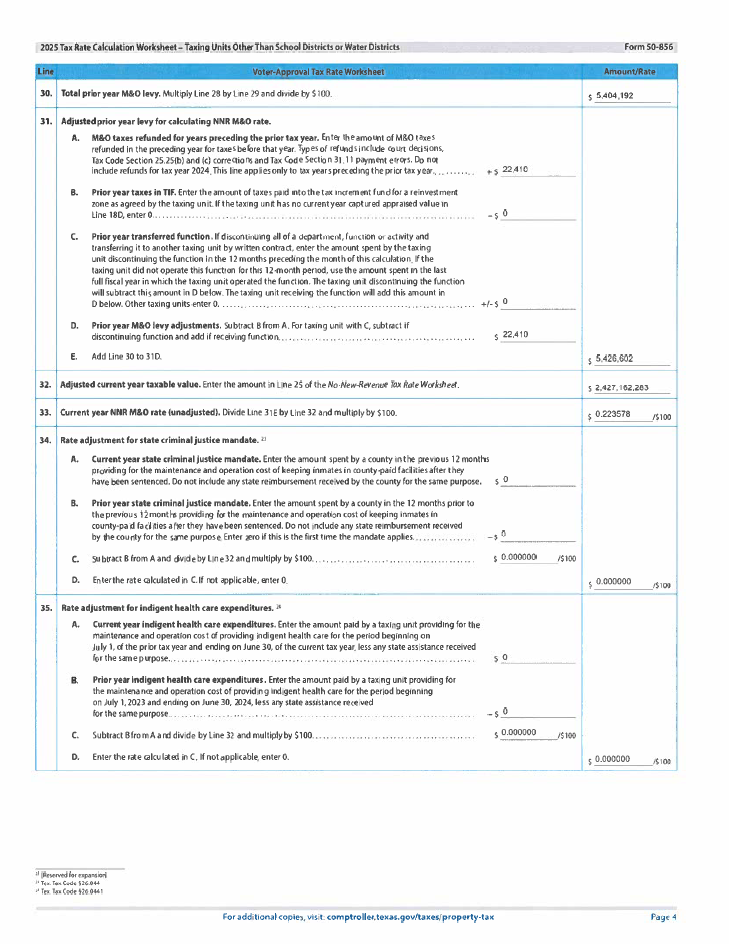 2025 Tax Rate Calculation Worksheet – Taxing Units Other Than School Districts or Water Districts Form 50-856
Line Voter-Approval Tax Rate Worksheet Amount/Rate
30. Total prior year M&O levy. Multiply Line 28 by Line 29 and divide by $100. $ 5,404,192
31. Adjusted prior year levy for calculating NNR M&O rate.
A. M&O taxes refunded for years preceding the prior tax year. Enter the amount of M&O taxes
refunded in the preceding year for taxes before that year. Types of refunds include court decisions,
Tax Code Section 25.25(b) and (c) corrections and Tax Code Section 31.11 payment errors. Do not
include refunds for tax year 2024. This line applies only to tax years preceding the prior tax year. . . . . . . . . . + $ 22,410
B. Prior year taxes in TIF. Enter the amount of taxes paid into the tax increment fund for a reinvestment
zone as agreed by the taxing unit. If the taxing unit has no current year captured appraised value in
Line 18D, enter 0. . . . . . . . . . – $ 0
C. Prior year transferred function. If discontinuing all of a department, function or activity and
transferring it to another taxing unit by written contract, enter the amount spent by the taxing
unit discontinuing the function in the 12 months preceding the month of this calculation. If the
taxing unit did not operate this function for this 12-month period, use the amount spent in the last
full fiscal year in which the taxing unit operated the function. The taxing unit discontinuing the function
will subtract this amount in D below. The taxing unit receiving the function will add this amount in
D below. Other taxing units enter 0. . . . . . . . . . +/- $ 0
D. Prior year M&O levy adjustments. Subtract B from A. For taxing unit with C, subtract if
discontinuing function and add if receiving function. . . . . . . . . . $ 22,410
E. Add Line 30 to 31D. $ 5,426,602
32. Adjusted current year taxable value. Enter the amount in Line 25 of the No-New-Revenue Tax Rate Worksheet. $ 2,427,162,283
33. Current year NNR M&O rate (unadjusted). Divide Line 31E by Line 32 and multiply by $100. $ 0.223578 /$100
34. Rate adjustment for state criminal justice mandate. 23
A. Current year state criminal justice mandate. Enter the amount spent by a county in the previous 12 months
providing for the maintenance and operation cost of keeping inmates in county-paid facilities after they
have been sentenced. Do not include any state reimbursement received by the county for the same purpose. $ 0
B. Prior year state criminal justice mandate. Enter the amount spent by a county in the 12 months prior to
the previous 12 months providing for the maintenance and operation cost of keeping inmates in
county-paid facilities after they have been sentenced. Do not include any state reimbursement received
by the county for the same purpose. Enter zero if this is the first time the mandate applies. . . . . . . . . . – $ 0
C. Subtract B from A and divide by Line 32 and multiply by $100. . . . . . . . . . $ 0.000000 /$100
D. Enter the rate calculated in C. If not applicable, enter 0. $ 0.000000 /$100
35. Rate adjustment for indigent health care expenditures. 24
A. Current year indigent health care expenditures. Enter the amount paid by a taxing unit providing for the
maintenance and operation cost of providing indigent health care for the period beginning on
July 1, of the prior tax year and ending on June 30, of the current tax year, less any state assistance received
for the same purpose. . . . . . . . . . $ 0
B. Prior year indigent health care expenditures. Enter the amount paid by a taxing unit providing for
the maintenance and operation cost of providing indigent health care for the period beginning
on July 1, 2023 and ending on June 30, 2024, less any state assistance received
for the same purpose. . . . . . . . . . – $ 0
C. Subtract B from A and divide by Line 32 and multiply by $100. . . . . . . . . . $ 0.000000 /$100
D. Enter the rate calculated in C. If not applicable, enter 0. $ 0.000000 /$100
[Reserved for expansion]
Tex. Tax Code §26.044
Tex. Tax Code §26.0441
For additional copies, visit: comptroller.texas.gov/taxes/property-tax Page 4